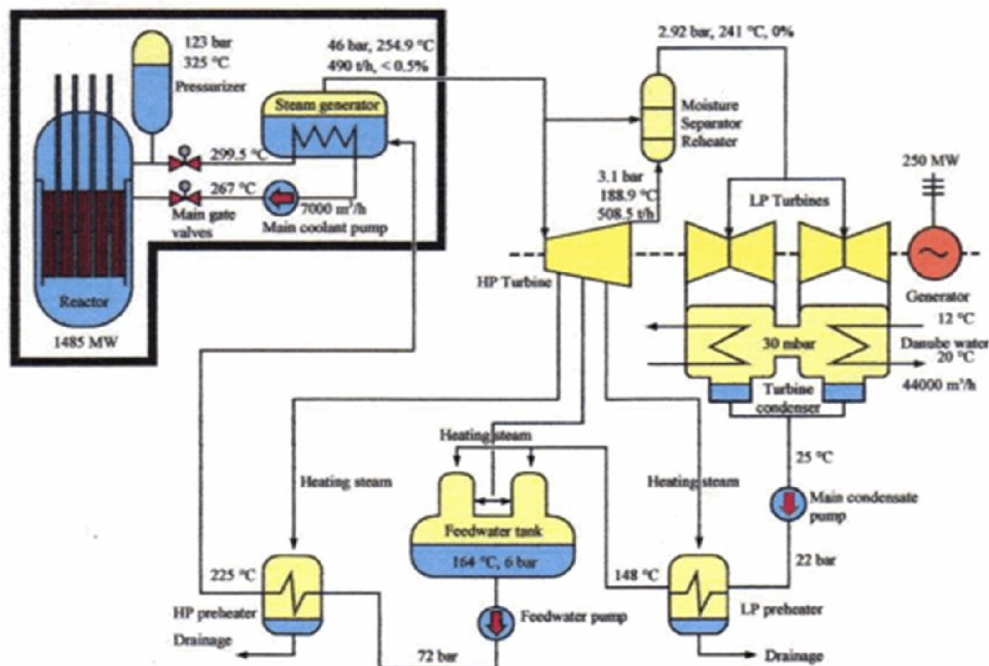 123 bar
325 °C
Pressurizer
46 bar, 254.9 °C
490 t/h, < 0.5%
Steam generator
299.5 °C
267 °C
Main gate
valves
7000 m³/h
Main coolant pump
Reactor
1485 MW
2.92 bar, 241 °C, 0%
Moisture
Separator
Reheater
3.1 bar
188.9 °C
508.5 t/h
HP Turbine
LP Turbines
250 MW
Generator
12 °C
Danube water
20 °C
44000 m³/h
30 mbar
Turbine
condenser
25 °C
Main condensate
pump
22 bar
Heating steam
Heating steam
Heating steam
Feedwater tank
164 °C, 6 bar
148 °C
LP preheater
Drainage
225 °C
HP preheater
Drainage
Feedwater pump
72 bar